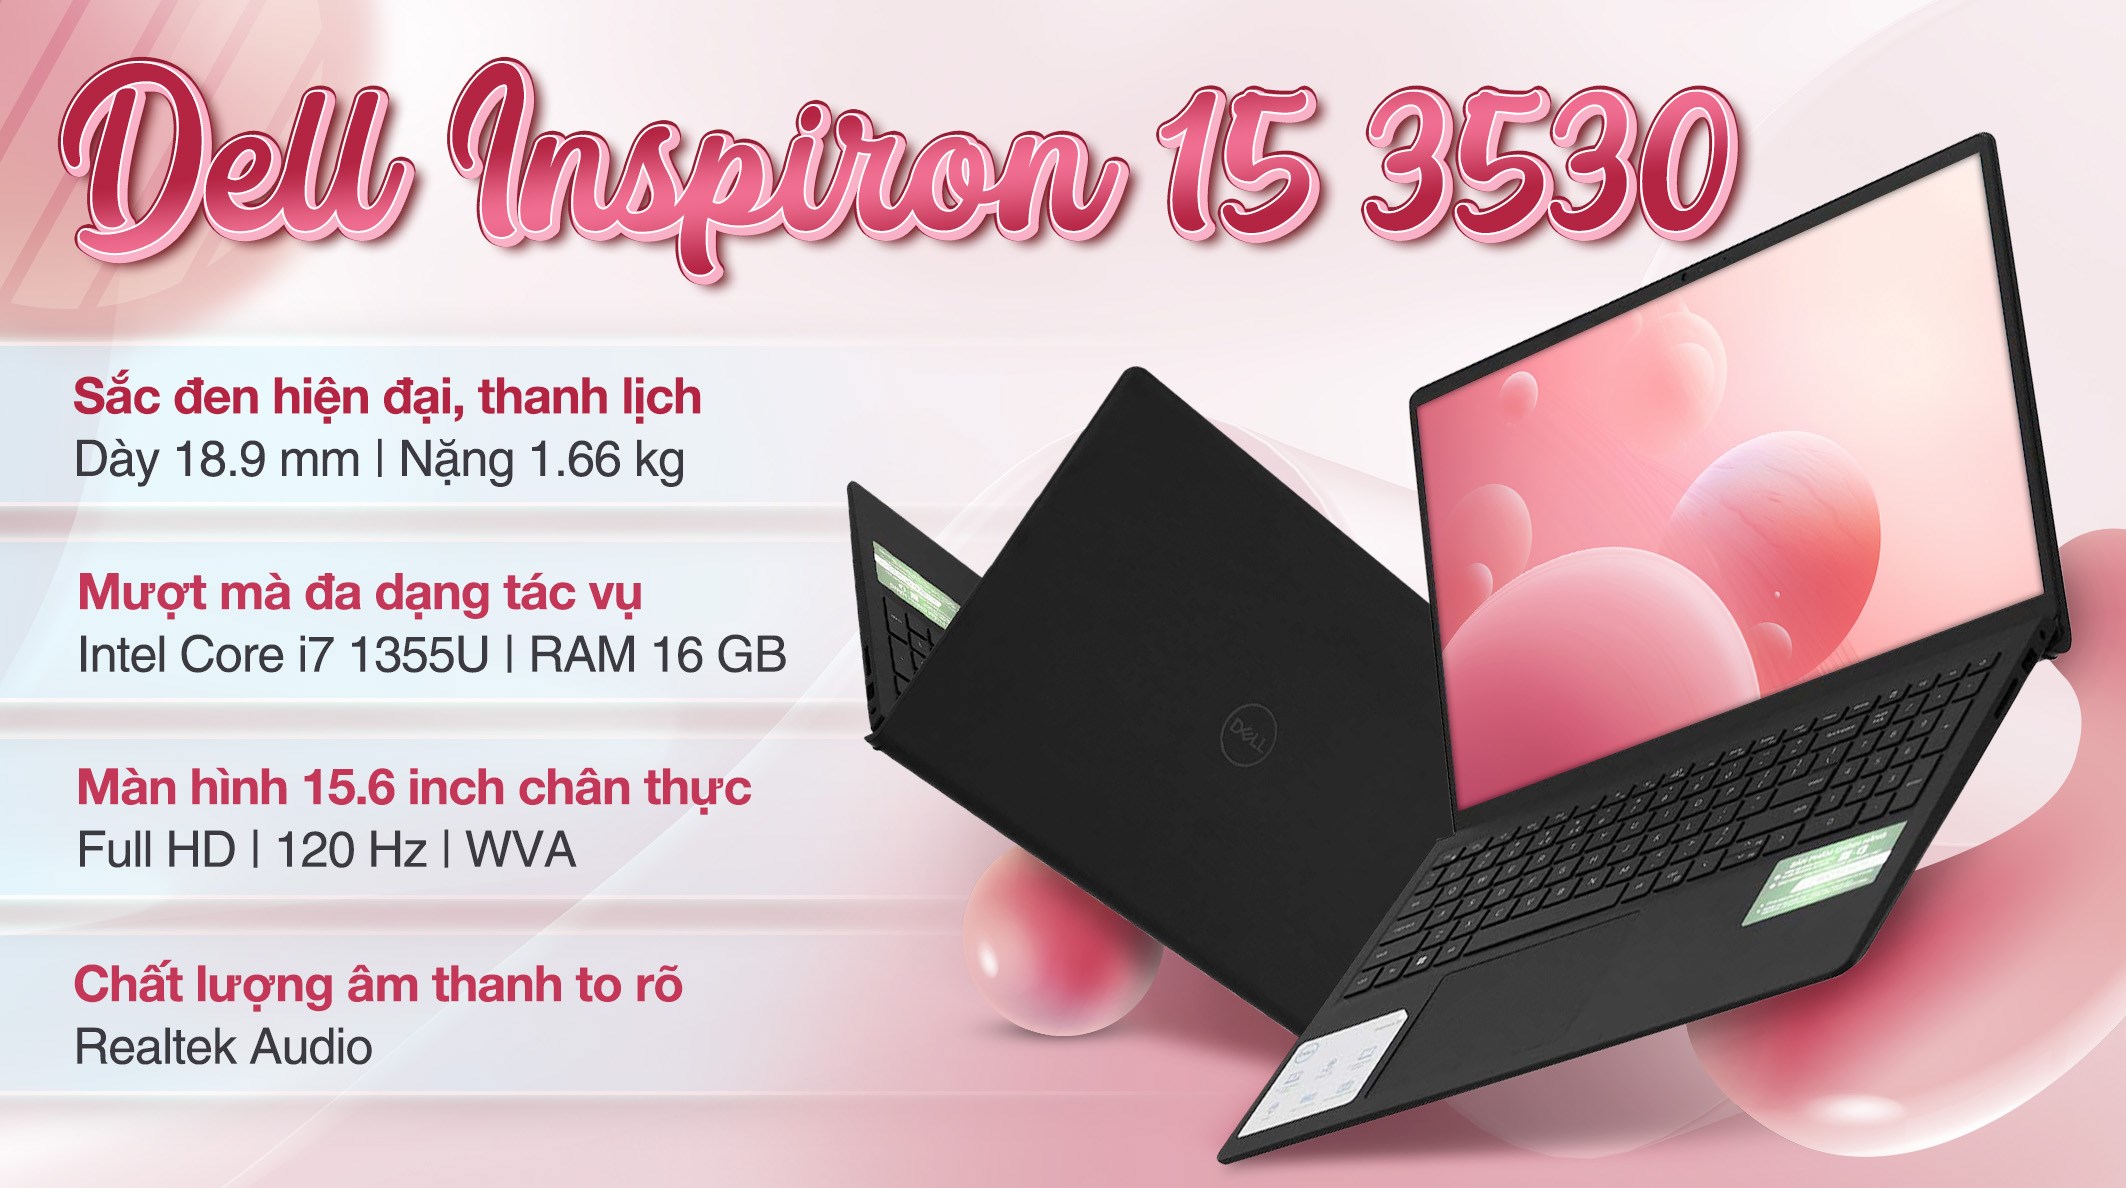 Dell Inspiron 15 3530
Sắc đen hiện đại, thanh lịch
Dày 18.9 mm | Nặng 1.66 kg
Mượt mà đa dạng tác vụ
Intel Core i7 1355U | RAM 16 GB
Màn hình 15.6 inch chân thực
Full HD | 120 Hz | WVA
Chất lượng âm thanh to rõ
Realtek Audio
DELL